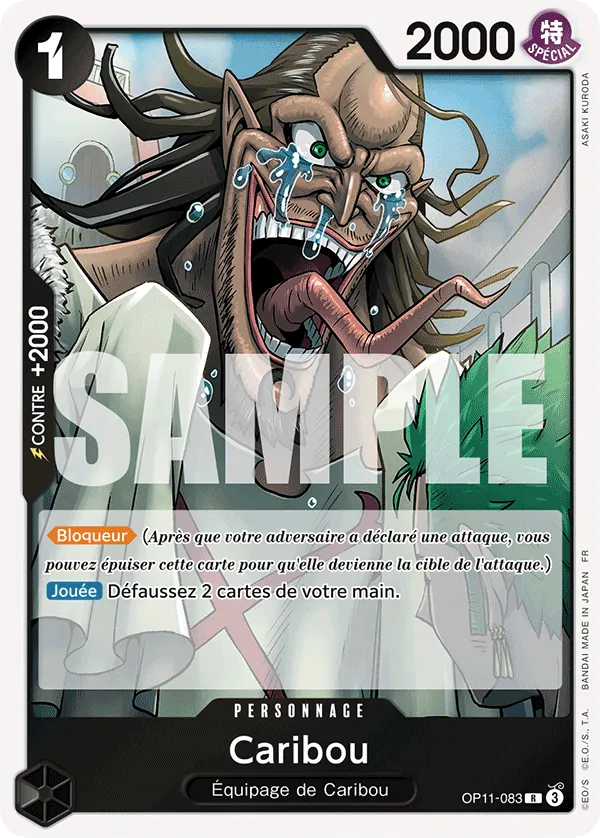 1
2000
特
SPÉCIAL
ASAKI KURODA
CONTRE +2000
SAMPLE
Bloqueur (Après que votre adversaire a déclaré une attaque, vous
pouvez épuiser cette carte pour qu'elle devienne la cible de l'attaque.)
Jouée Défaussez 2 cartes de votre main.
©EO/S ©E.O./S., T.A. BANDAI MADE IN JAPAN FR
PERSONNAGE
Caribou
Équipage de Caribou
OP11-083 R 3